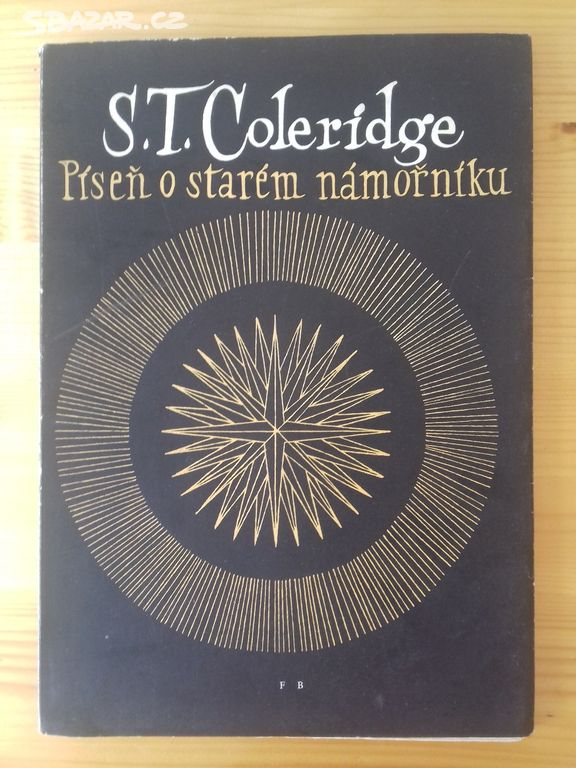 SBAZAR.CZ
S.T. Coleridge
Píseň o starém námořníku
F B